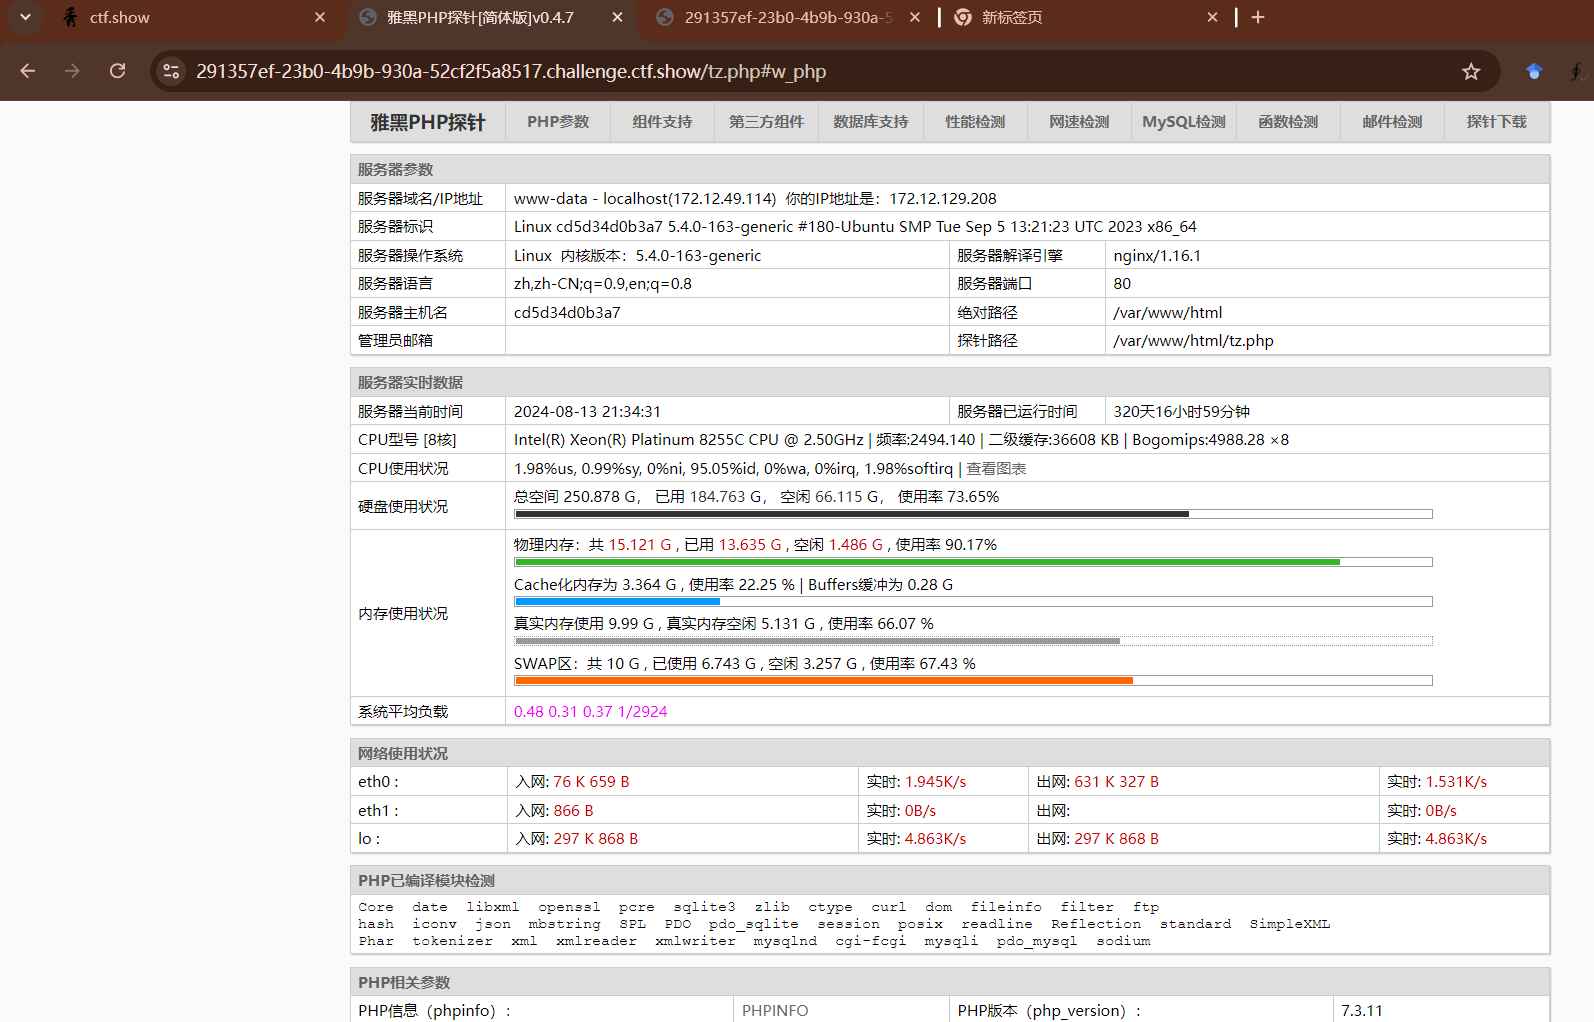 ctf.show
雅黑PHP探针[简体版]v0.4.7
291357ef-23b0-4b9b-930a-5
新标签页
291357ef-23b0-4b9b-930a-52cf2f5a8517.challenge.ctf.show/tz.php#w_php
雅黑PHP探针 PHP参数 组件支持 第三方组件 数据库支持 性能检测 网速检测 MySQL检测 函数检测 邮件检测 探针下载
服务器参数
服务器域名/IP地址 www-data - localhost(172.12.49.114) 你的IP地址是：172.12.129.208
服务器标识 Linux cd5d34d0b3a7 5.4.0-163-generic #180-Ubuntu SMP Tue Sep 5 13:21:23 UTC 2023 x86_64
服务器操作系统 Linux 内核版本：5.4.0-163-generic 服务器解译引擎 nginx/1.16.1
服务器语言 zh,zh-CN;q=0.9,en;q=0.8 服务器端口 80
服务器主机名 cd5d34d0b3a7 绝对路径 /var/www/html
管理员邮箱 探针路径 /var/www/html/tz.php
服务器实时数据
服务器当前时间 2024-08-13 21:34:31 服务器已运行时间 320天16小时59分钟
CPU型号 [8核] Intel(R) Xeon(R) Platinum 8255C CPU @ 2.50GHz | 频率:2494.140 | 二级缓存:36608 KB | Bogomips:4988.28 ×8
CPU使用状况 1.98%us, 0.99%sy, 0%ni, 95.05%id, 0%wa, 0%irq, 1.98%softirq | 查看图表
硬盘使用状况 总空间 250.878 G， 已用 184.763 G， 空闲 66.115 G， 使用率 73.65%
内存使用状况
物理内存：共 15.121 G , 已用 13.635 G , 空闲 1.486 G , 使用率 90.17%
Cache化内存为 3.364 G , 使用率 22.25 % | Buffers缓冲为 0.28 G
真实内存使用 9.99 G , 真实内存空闲 5.131 G , 使用率 66.07 %
SWAP区：共 10 G , 已使用 6.743 G , 空闲 3.257 G , 使用率 67.43 %
系统平均负载 0.48 0.31 0.37 1/2924
网络使用状况
eth0 : 入网: 76 K 659 B 实时: 1.945K/s 出网: 631 K 327 B 实时: 1.531K/s
eth1 : 入网: 866 B 实时: 0B/s 出网: 实时: 0B/s
lo : 入网: 297 K 868 B 实时: 4.863K/s 出网: 297 K 868 B 实时: 4.863K/s
PHP已编译模块检测
Core date libxml openssl pcre sqlite3 zlib ctype curl dom fileinfo filter ftp
hash iconv json mbstring SPL PDO pdo_sqlite session posix readline Reflection standard SimpleXML
Phar tokenizer xml xmlreader xmlwriter mysqlnd cgi-fcgi mysqli pdo_mysql sodium
PHP相关参数
PHP信息（phpinfo）: PHPINFO PHP版本（php_version）: 7.3.11